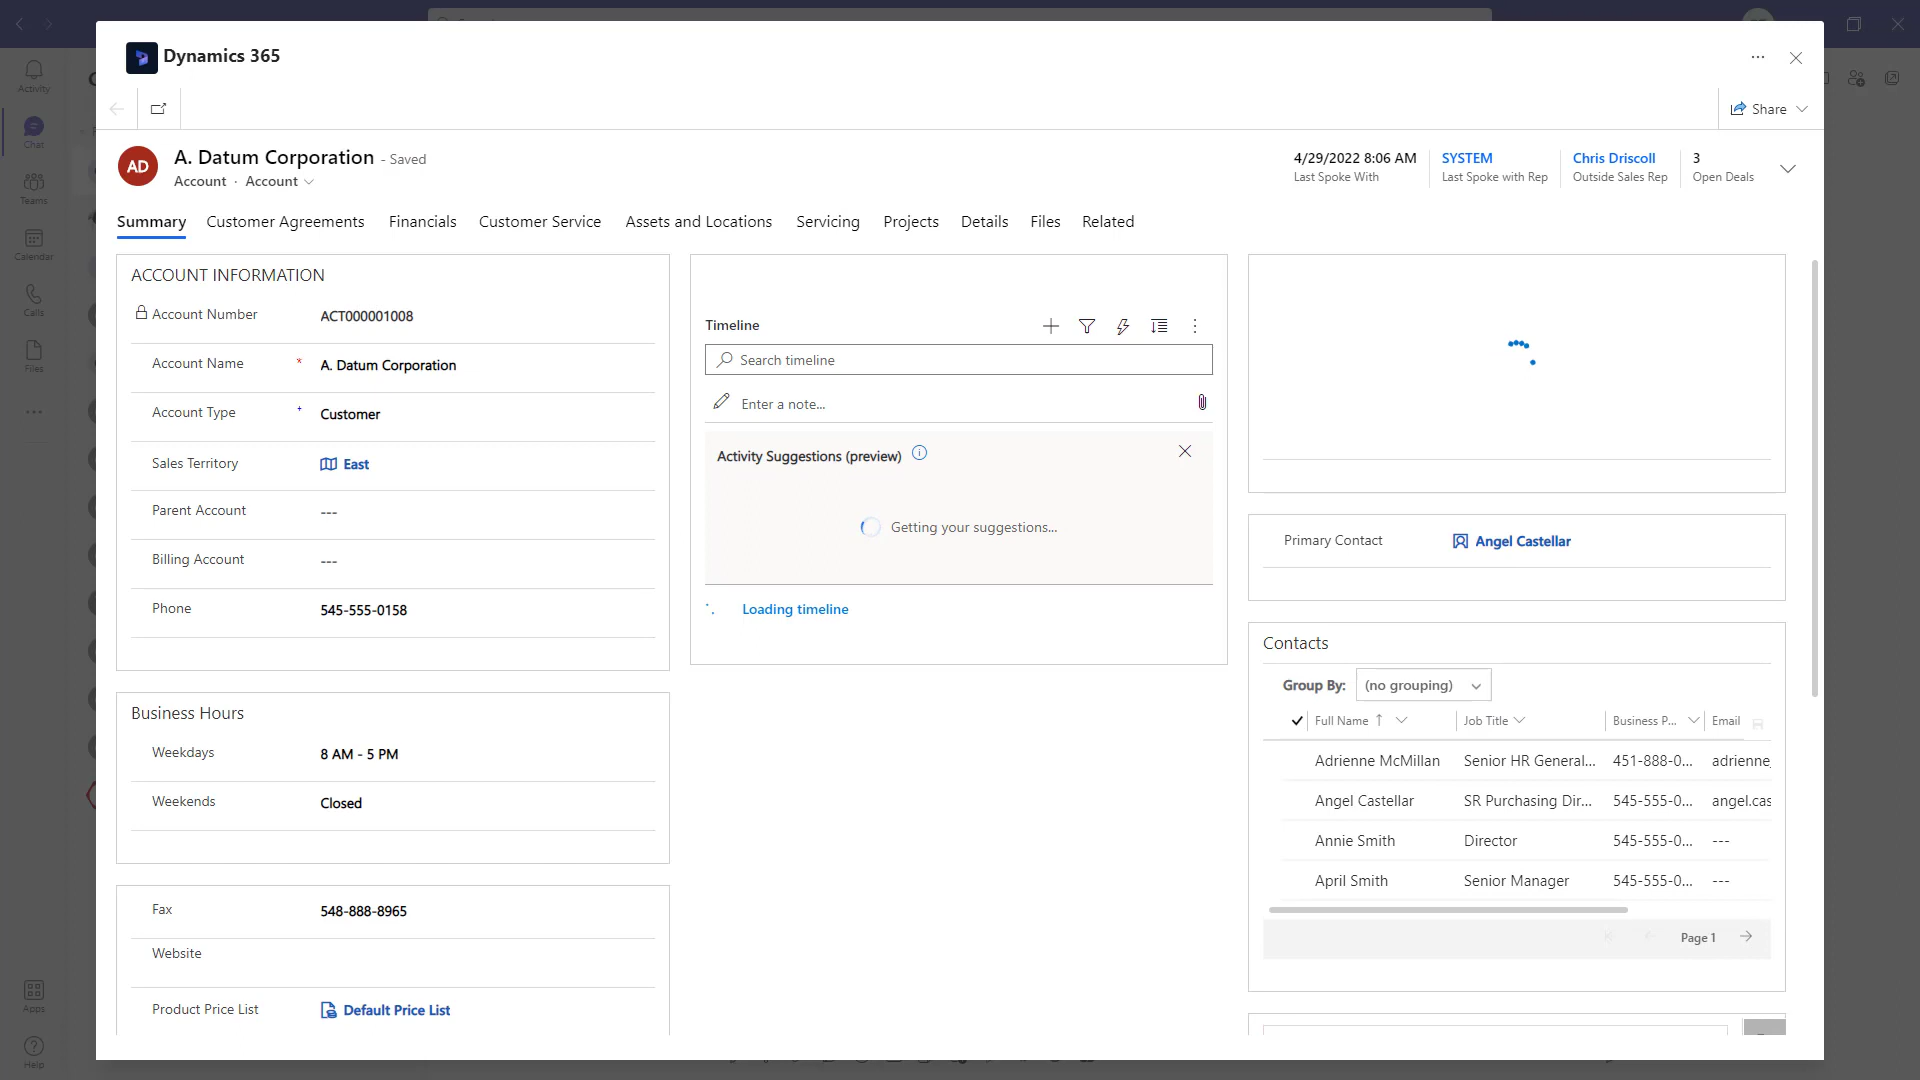 Dynamics 365
Share
AD
A. Datum Corporation - Saved
Account · Account
4/29/2022 8:06 AM
Last Spoke With
SYSTEM
Last Spoke with Rep
Chris Driscoll
Outside Sales Rep
3
Open Deals
Summary
Customer Agreements
Financials
Customer Service
Assets and Locations
Servicing
Projects
Details
Files
Related
ACCOUNT INFORMATION
Account Number ACT000001008
Account Name * A. Datum Corporation
Account Type + Customer
Sales Territory East
Parent Account ---
Billing Account ---
Phone 545-555-0158
Business Hours
Weekdays 8 AM - 5 PM
Weekends Closed
Fax 548-888-8965
Website
Product Price List Default Price List
Timeline
Search timeline
Enter a note...
Activity Suggestions (preview)
Getting your suggestions...
Loading timeline
Primary Contact Angel Castellar
Contacts
Group By: (no grouping)
Full Name Job Title Business P... Email
Adrienne McMillan Senior HR General... 451-888-0... adrienne
Angel Castellar SR Purchasing Dir... 545-555-0... angel.cas
Annie Smith Director 545-555-0... ---
April Smith Senior Manager 545-555-0... ---
Page 1
Activity
Chat
Teams
Calendar
Calls
Files
Apps
Help